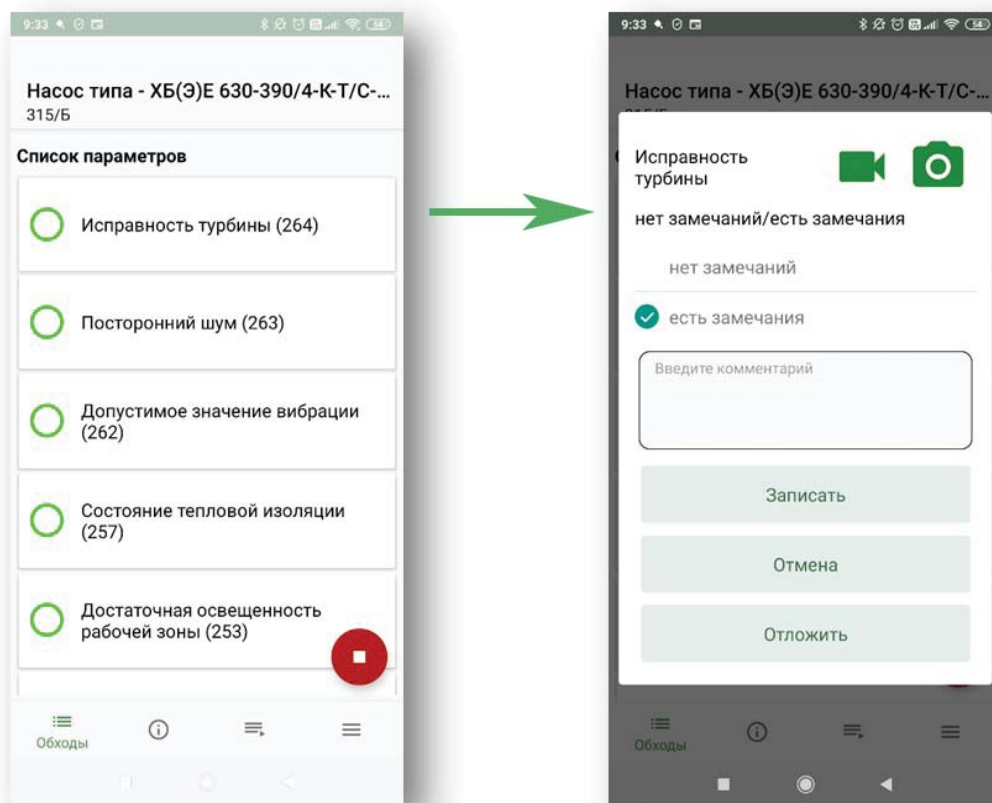 9:33
54
Насос типа - ХБ(Э)Е 630-390/4-К-Т/С-...
315/Б
Список параметров
Исправность турбины (264)
Посторонний шум (263)
Допустимое значение вибрации
(262)
Состояние тепловой изоляции
(257)
Достаточная освещенность
рабочей зоны (253)
Обходы
9:33
54
Насос типа - ХБ(Э)Е 630-390/4-К-Т/С-...
Исправность
турбины
нет замечаний/есть замечания
нет замечаний
есть замечания
Введите комментарий
Записать
Отмена
Отложить
Обходы